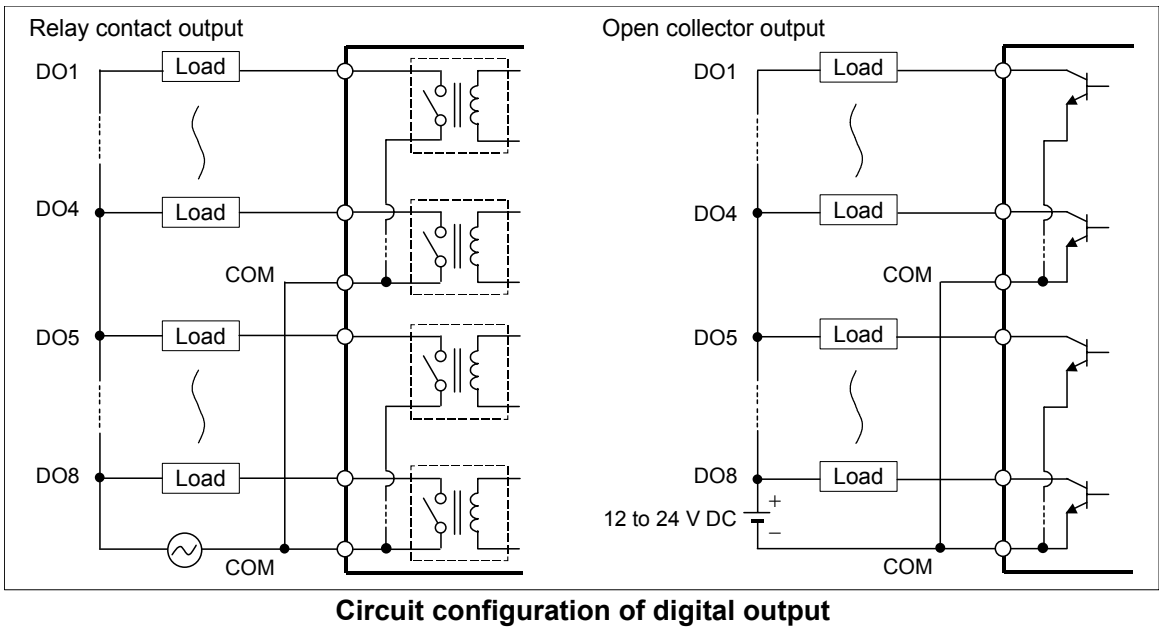 Relay contact output
DO1
Load
DO4
Load
COM
DO5
Load
DO8
Load
COM
Open collector output
DO1
Load
DO4
Load
COM
DO5
Load
DO8
Load
+
12 to 24 V DC
−
COM
Circuit configuration of digital output